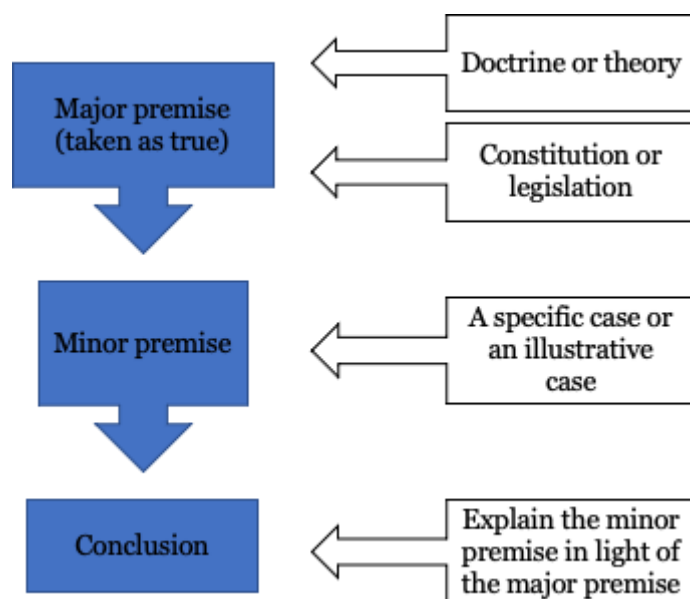 Doctrine or theory
Major premise
(taken as true)
Constitution or
legislation
Minor premise
A specific case or
an illustrative
case
Conclusion
Explain the minor
premise in light of
the major premise